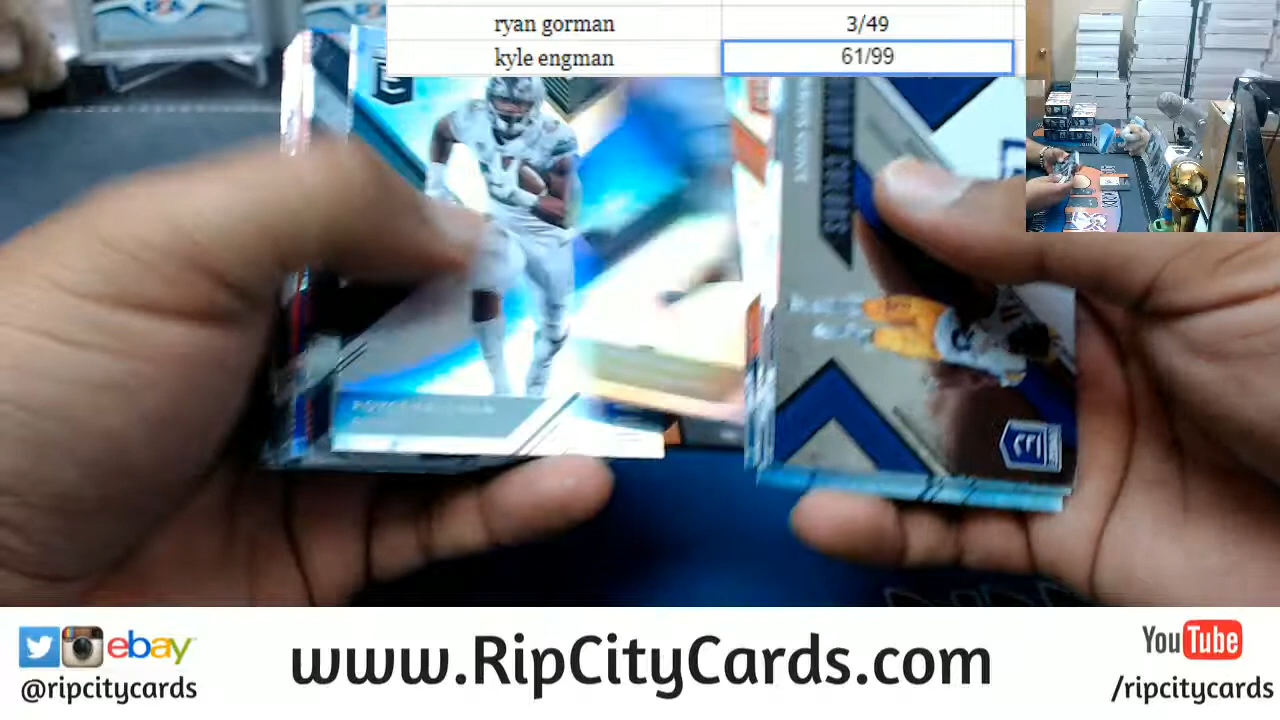 ryan gorman 3/49
kyle engman 61/99
ebay
www.RipCityCards.com
YouTube
@ripcitycards
/ripcitycards